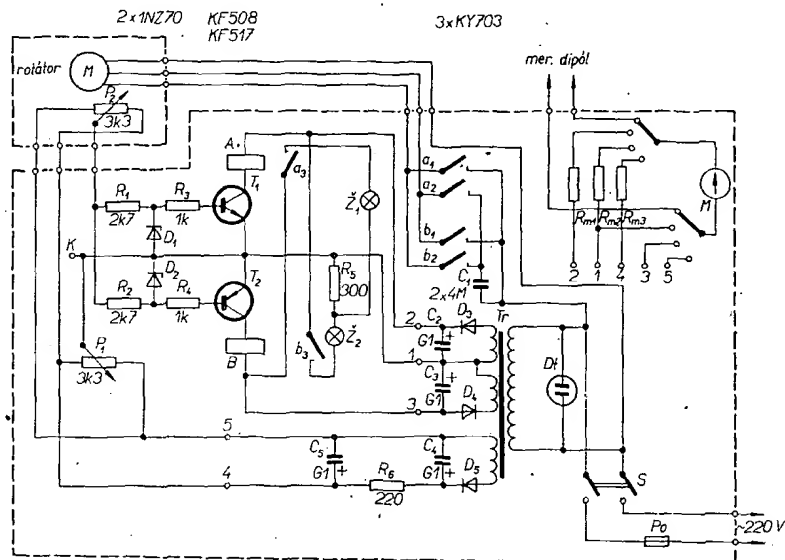 2×1NZ70 KF508 3×KY703
KF517
rotátor M
mer. dipól
P2
3k3
A
T1
a3
Ž1
a1
a2
R1
2k7
R3
1k
D1
K
D2
R2
2k7
R4
1k
T2
R5
300
b1
b2
C1
2×4M
Rm1 Rm2 Rm3
M
2 1 4 3 5
P1
3k3
B
b3
Ž2
2
C2
G1
+
D3
Tr
1
C3
G1
+
D4
3
Dt
5
C5
G1
+
R6
220
C4
G1
+
D5
4
S
Po
~220 V